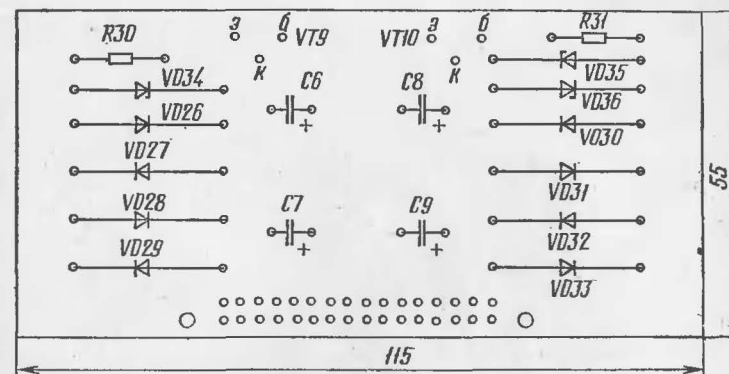 R30
э
б
VT9
VT10
э
б
R31
к
к
VD34
VD35
C6
C8
VD26
VD36
+
+
VD30
VD27
VD31
55
VD28
C7
C9
VD32
+
+
VD29
VD33
115